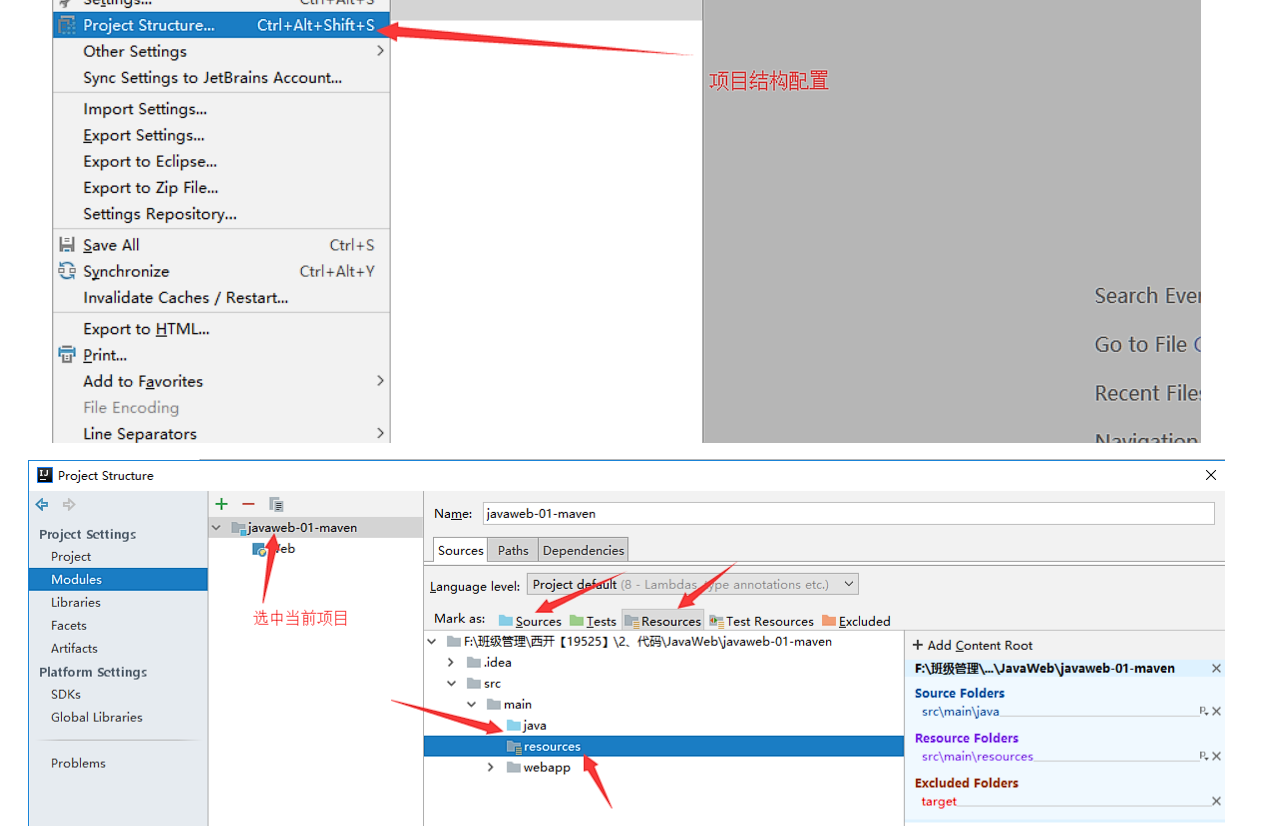 Settings... Ctrl+Alt+S
Project Structure... Ctrl+Alt+Shift+S
Other Settings
Sync Settings to JetBrains Account...
项目结构配置
Import Settings...
Export Settings...
Export to Eclipse...
Export to Zip File...
Settings Repository...
Save All Ctrl+S
Synchronize Ctrl+Alt+Y
Invalidate Caches / Restart...
Export to HTML...
Print...
Add to Favorites
File Encoding
Line Separators
Search Ever
Go to File
Recent Files
Navigation
Project Structure
Project Settings
Project
Modules
Libraries
Facets
Artifacts
Platform Settings
SDKs
Global Libraries
Problems
javaweb-01-maven
Web
选中当前项目
Name: javaweb-01-maven
Sources Paths Dependencies
Language level: Project default (8 - Lambdas, type annotations etc.)
Mark as: Sources Tests Resources Test Resources Excluded
F:\班级管理\西开【19525】\2、代码\JavaWeb\javaweb-01-maven
.idea
src
main
java
resources
webapp
+ Add Content Root
F:\班级管理\...\JavaWeb\javaweb-01-maven
Source Folders
src\main\java
Resource Folders
src\main\resources
Excluded Folders
target